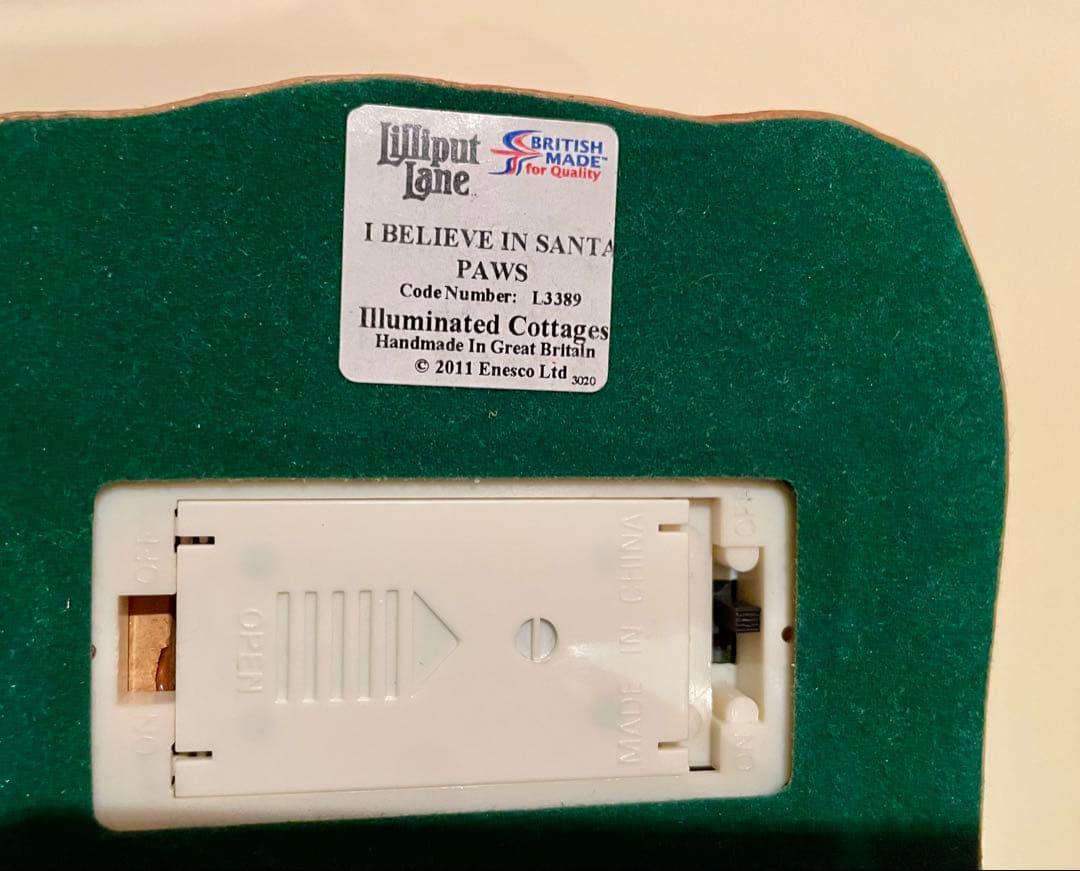 Lilliput
Lane
BRITISH
MADE™
for Quality
I BELIEVE IN SANTA
PAWS
Code Number: L3389
Illuminated Cottages
Handmade In Great Britain
© 2011 Enesco Ltd 3020
OFF
ON
OPEN
MADE IN CHINA
OFF
ON